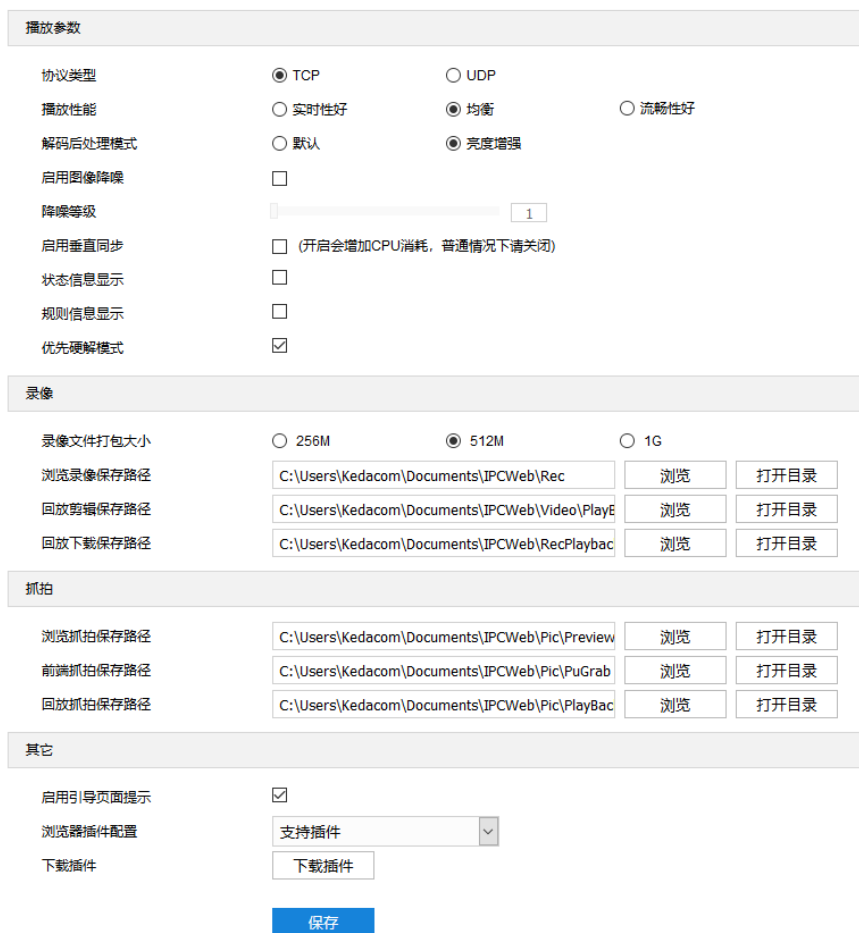 播放参数
协议类型 TCP UDP
播放性能 实时性好 均衡 流畅性好
解码后处理模式 默认 亮度增强
启用图像降噪
降噪等级 1
启用垂直同步 (开启会增加CPU消耗，普通情况下请关闭)
状态信息显示
规则信息显示
优先硬解模式
录像
录像文件打包大小 256M 512M 1G
浏览录像保存路径 C:\Users\Kedacom\Documents\IPCWeb\Rec 浏览 打开目录
回放剪辑保存路径 C:\Users\Kedacom\Documents\IPCWeb\Video\PlayB 浏览 打开目录
回放下载保存路径 C:\Users\Kedacom\Documents\IPCWeb\RecPlaybac 浏览 打开目录
抓拍
浏览抓拍保存路径 C:\Users\Kedacom\Documents\IPCWeb\Pic\Preview 浏览 打开目录
前端抓拍保存路径 C:\Users\Kedacom\Documents\IPCWeb\Pic\PuGrab 浏览 打开目录
回放抓拍保存路径 C:\Users\Kedacom\Documents\IPCWeb\Pic\PlayBac 浏览 打开目录
其它
启用引导页面提示
浏览器插件配置 支持插件
下载插件 下载插件
保存